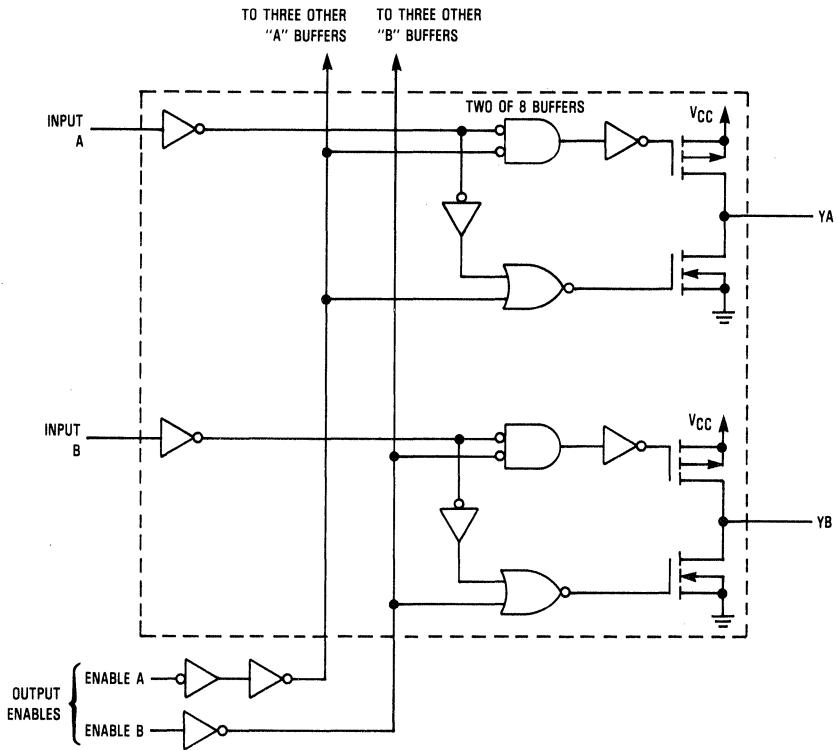 TO THREE OTHER
"A" BUFFERS
TO THREE OTHER
"B" BUFFERS
TWO OF 8 BUFFERS
INPUT
A
VCC
YA
INPUT
B
VCC
YB
OUTPUT
ENABLES
ENABLE A
ENABLE B